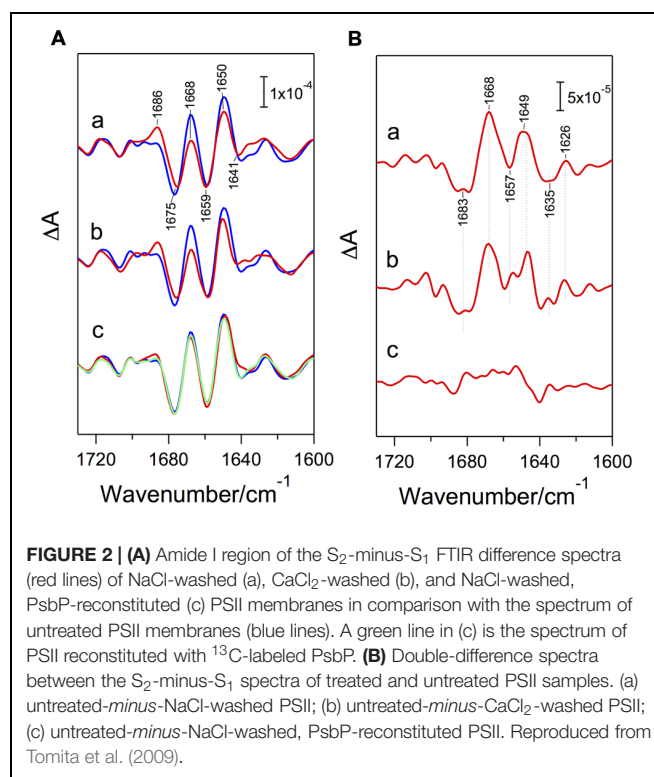 A
B
1686
1668
1650
1x10⁻⁴
a
1641
1675
1659
b
c
ΔA
1720
1680
1640
1600
Wavenumber/cm⁻¹
1668
1649
5x10⁻⁵
1626
a
1683
1657
1635
b
c
ΔA
1720
1680
1640
1600
Wavenumber/cm⁻¹
FIGURE 2 | (A) Amide I region of the S₂-minus-S₁ FTIR difference spectra
(red lines) of NaCl-washed (a), CaCl₂-washed (b), and NaCl-washed,
PsbP-reconstituted (c) PSII membranes in comparison with the spectrum of
untreated PSII membranes (blue lines). A green line in (c) is the spectrum of
PSII reconstituted with ¹³C-labeled PsbP. (B) Double-difference spectra
between the S₂-minus-S₁ spectra of treated and untreated PSII samples. (a)
untreated-minus-NaCl-washed PSII; (b) untreated-minus-CaCl₂-washed PSII;
(c) untreated-minus-NaCl-washed, PsbP-reconstituted PSII. Reproduced from
Tomita et al. (2009).